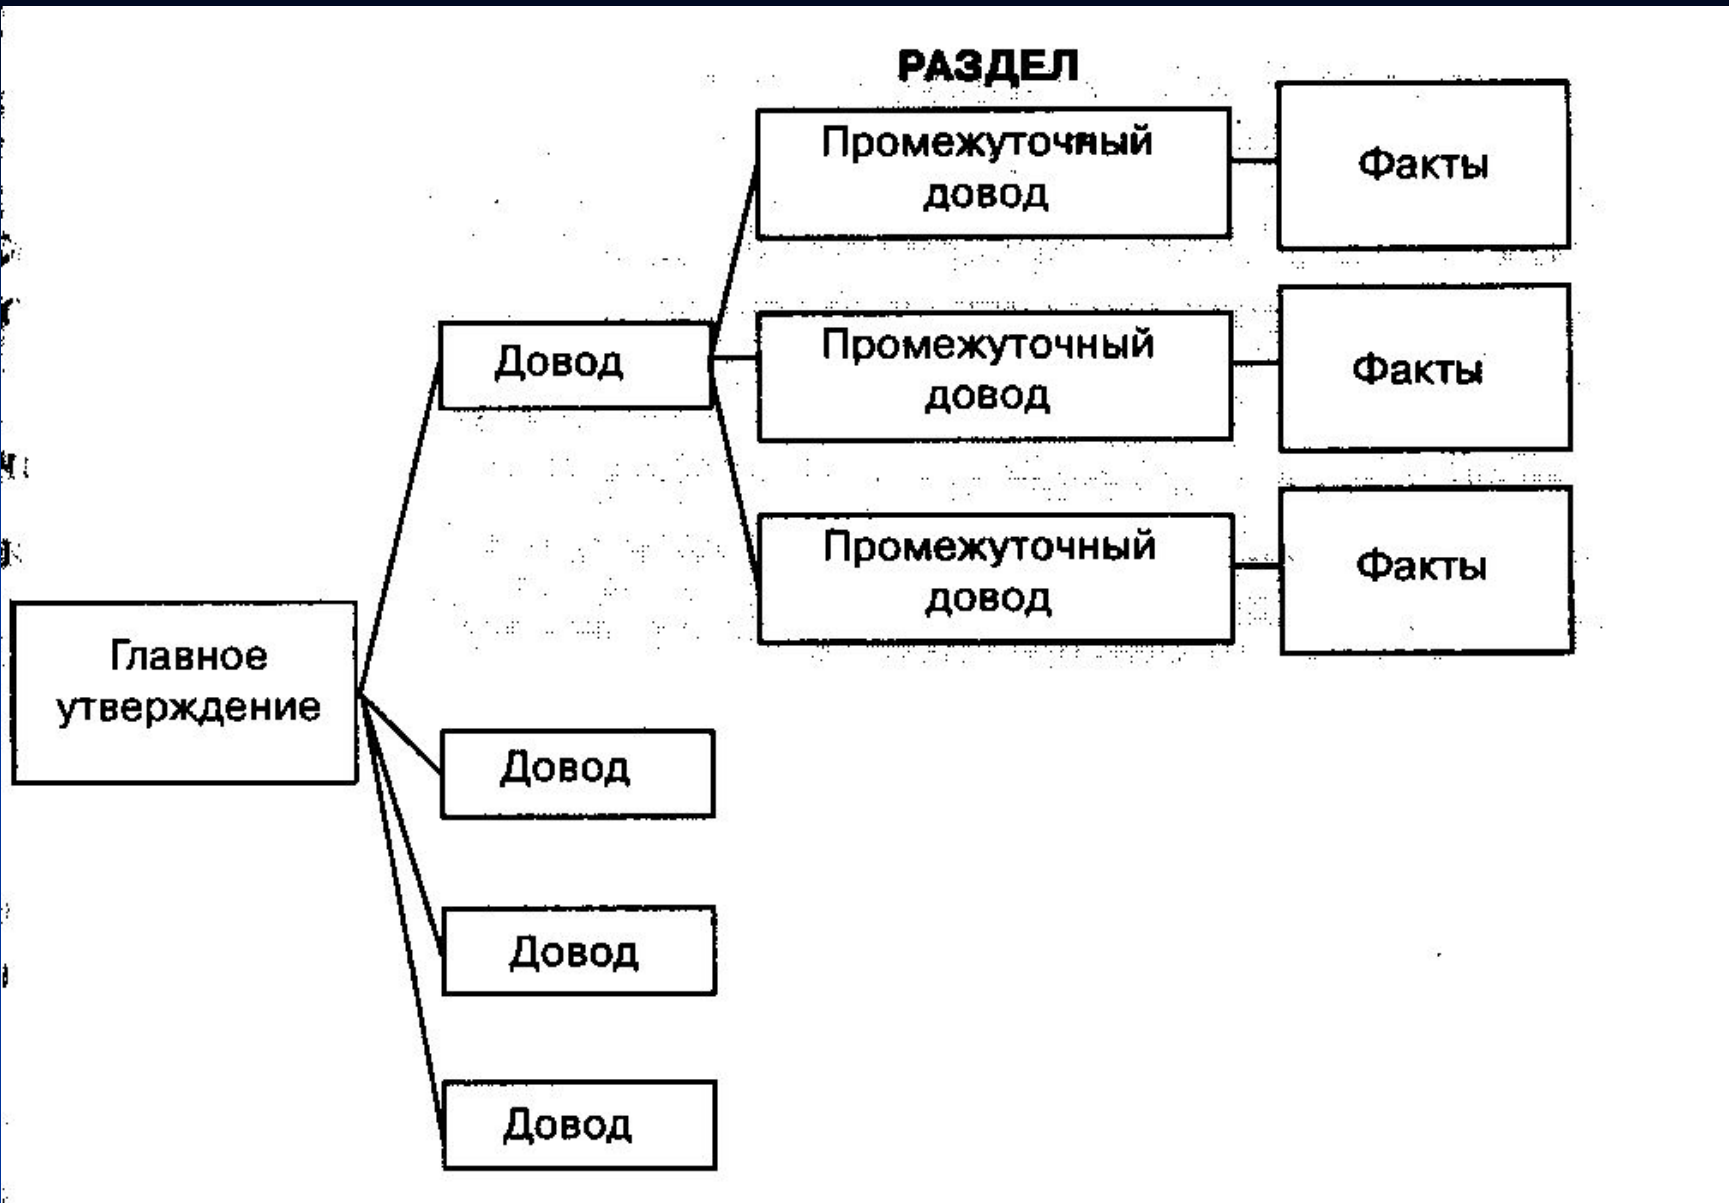 РАЗДЕЛ
Промежуточный
довод
Факты
Довод
Промежуточный
довод
Факты
Промежуточный
довод
Факты
Главное
утверждение
Довод
Довод
Довод